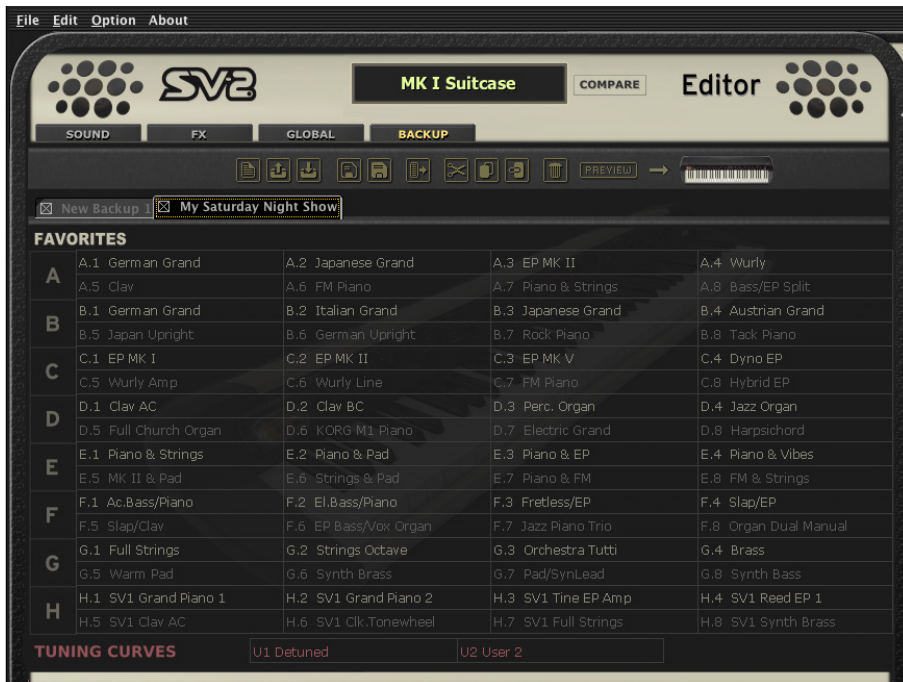 File Edit Option About
SV2 MK I Suitcase COMPARE Editor
SOUND FX GLOBAL BACKUP
PREVIEW
New Backup 1 My Saturday Night Show
FAVORITES
A
A.1 German Grand A.2 Japanese Grand A.3 EP MK II A.4 Wurly
A.5 Clav A.6 FM Piano A.7 Piano & Strings A.8 Bass/EP Split
B
B.1 German Grand B.2 Italian Grand B.3 Japanese Grand B.4 Austrian Grand
B.5 Japan Upright B.6 German Upright B.7 Rock Piano B.8 Tack Piano
C
C.1 EP MK I C.2 EP MK II C.3 EP MK V C.4 Dyno EP
C.5 Wurly Amp C.6 Wurly Line C.7 FM Piano C.8 Hybrid EP
D
D.1 Clav AC D.2 Clav BC D.3 Perc. Organ D.4 Jazz Organ
D.5 Full Church Organ D.6 KORG M1 Piano D.7 Electric Grand D.8 Harpsichord
E
E.1 Piano & Strings E.2 Piano & Pad E.3 Piano & EP E.4 Piano & Vibes
E.5 MK II & Pad E.6 Strings & Pad E.7 Piano & FM E.8 FM & Strings
F
F.1 Ac.Bass/Piano F.2 El.Bass/Piano F.3 Fretless/EP F.4 Slap/EP
F.5 Slap/Clav F.6 EP Bass/Vox Organ F.7 Jazz Piano Trio F.8 Organ Dual Manual
G
G.1 Full Strings G.2 Strings Octave G.3 Orchestra Tutti G.4 Brass
G.5 Warm Pad G.6 Synth Brass G.7 Pad/SynLead G.8 Synth Bass
H
H.1 SV1 Grand Piano 1 H.2 SV1 Grand Piano 2 H.3 SV1 Tine EP Amp H.4 SV1 Reed EP 1
H.5 SV1 Clav AC H.6 SV1 Clk.Tonewheel H.7 SV1 Full Strings H.8 SV1 Synth Brass
TUNING CURVES U1 Detuned U2 User 2